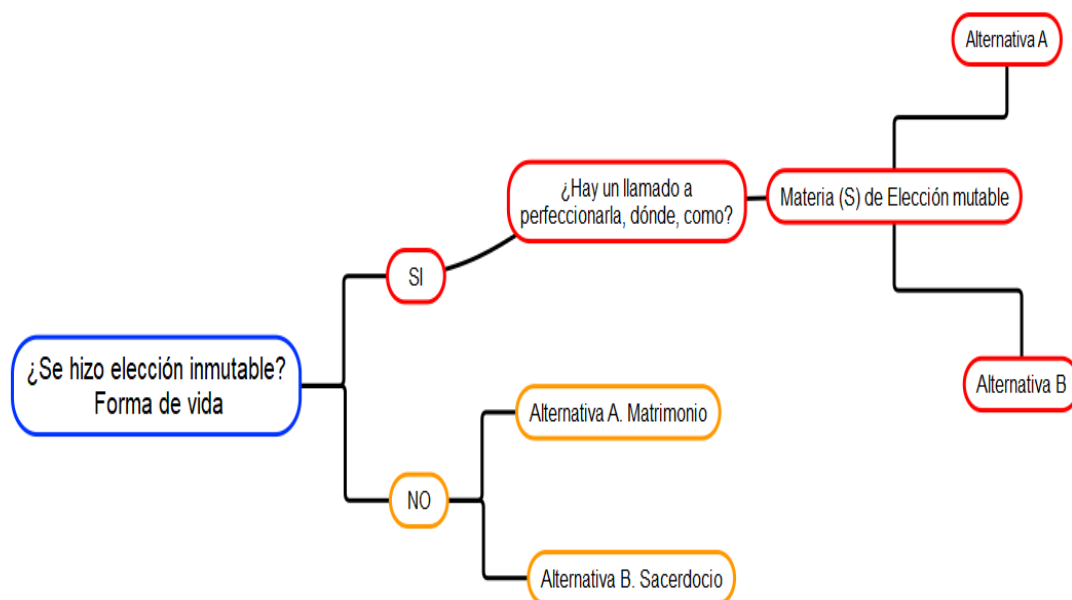 Alternativa A
¿Hay un llamado a
perfeccionarla, dónde, como?
Materia (S) de Elección mutable
SI
¿Se hizo elección inmutable?
Forma de vida
Alternativa B
Alternativa A. Matrimonio
NO
Alternativa B. Sacerdocio